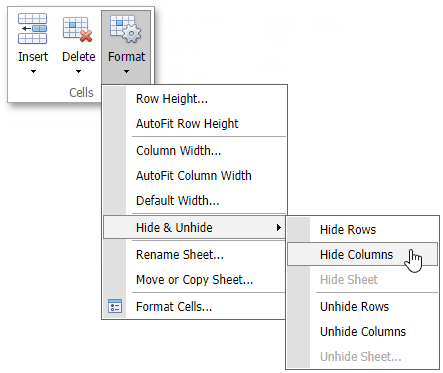 Insert Delete Format
Cells
Row Height...
AutoFit Row Height
Column Width...
AutoFit Column Width
Default Width...
Hide & Unhide
Rename Sheet...
Move or Copy Sheet...
Format Cells...
Hide Rows
Hide Columns
Hide Sheet
Unhide Rows
Unhide Columns
Unhide Sheet...